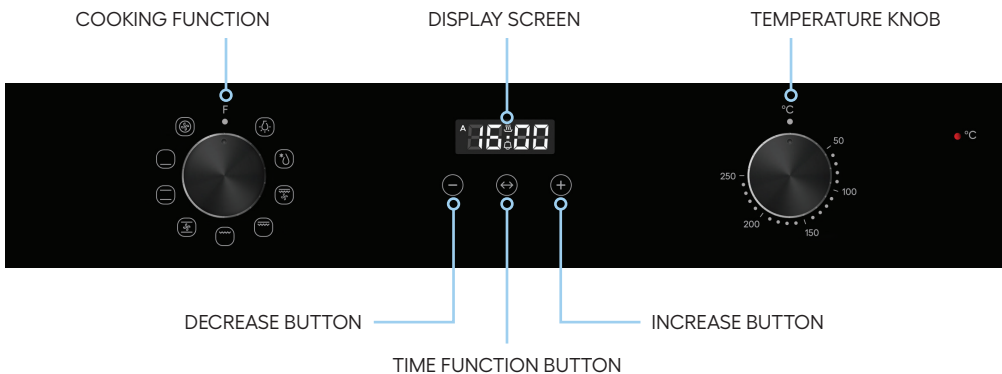 COOKING FUNCTION
DISPLAY SCREEN
TEMPERATURE KNOB
F
A
16:00
°C
50
100
150
200
250
°C
DECREASE BUTTON
INCREASE BUTTON
TIME FUNCTION BUTTON